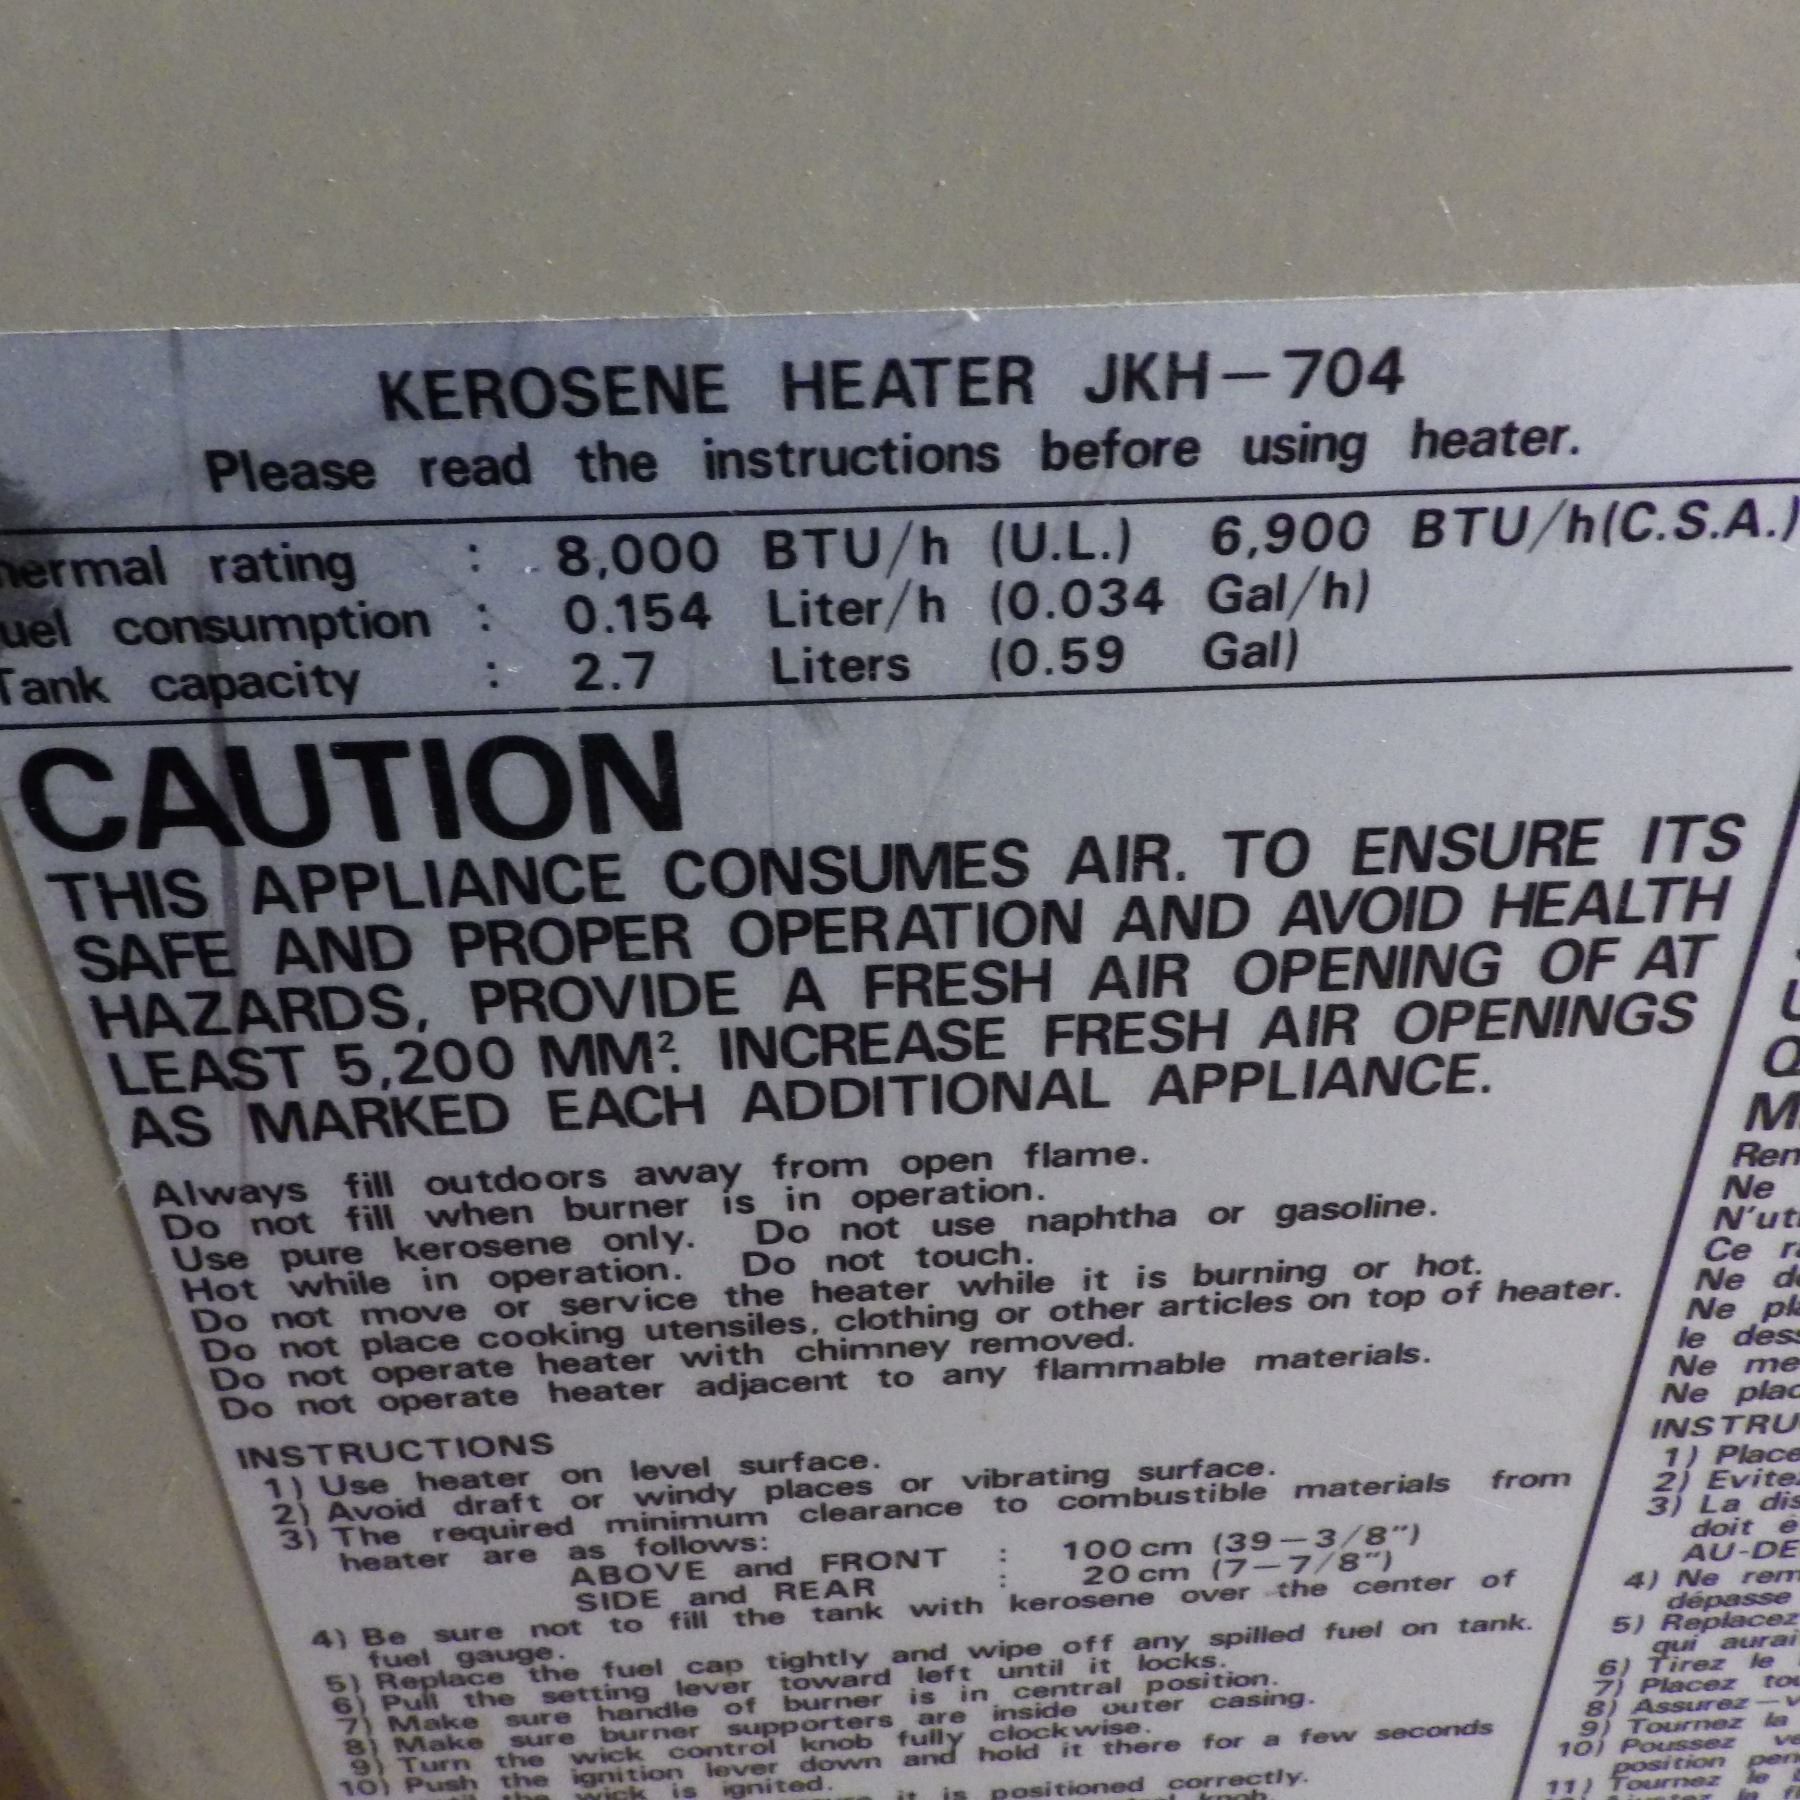 KEROSENE HEATER JKH-704
Please read the instructions before using heater.
hermal rating : 8,000 BTU/h (U.L.) 6,900 BTU/h(C.S.A.)
uel consumption : 0.154 Liter/h (0.034 Gal/h)
Tank capacity : 2.7 Liters (0.59 Gal)
CAUTION
THIS APPLIANCE CONSUMES AIR. TO ENSURE ITS
SAFE AND PROPER OPERATION AND AVOID HEALTH
HAZARDS, PROVIDE A FRESH AIR OPENING OF AT
LEAST 5,200 MM². INCREASE FRESH AIR OPENINGS
AS MARKED EACH ADDITIONAL APPLIANCE.
Always fill outdoors away from open flame.
Do not fill when burner is in operation.
Use pure kerosene only. Do not use naphtha or gasoline.
Hot while in operation. Do not touch.
Do not move or service the heater while it is burning or hot.
Do not place cooking utensiles, clothing or other articles on top of heater.
Do not operate heater with chimney removed.
Do not operate heater adjacent to any flammable materials.
INSTRUCTIONS
1) Use heater on level surface.
2) Avoid draft or windy places or vibrating surface.
3) The required minimum clearance to combustible materials from
heater are as follows:
ABOVE and FRONT : 100 cm (39-3/8")
SIDE and REAR : 20 cm (7-7/8")
4) Be sure not to fill the tank with kerosene over the center of
fuel gauge.
5) Replace the fuel cap tightly and wipe off any spilled fuel on tank.
6) Pull the setting lever toward left until it locks.
7) Make sure handle of burner is in central position.
8) Make sure burner supporters are inside outer casing.
9) Turn the wick control knob fully clockwise.
10) Push the ignition lever down and hold it there for a few seconds
the wick is ignited.
it is positioned correctly.
knob
U
Q
M
Ren
Ne
N'uti
Ce
Ne
Ne
le dess
Ne me
Ne plac
INSTRU
1) Place
2) Evitez
3) La dis
doit
AU-DE
4) Ne rem
dépasse
5) Replacez
qui aurai
6) Tirez le
7) Placez tou
8) Assurez-v
9) Tournez la
10) Poussez
position pen
11) Tournez le